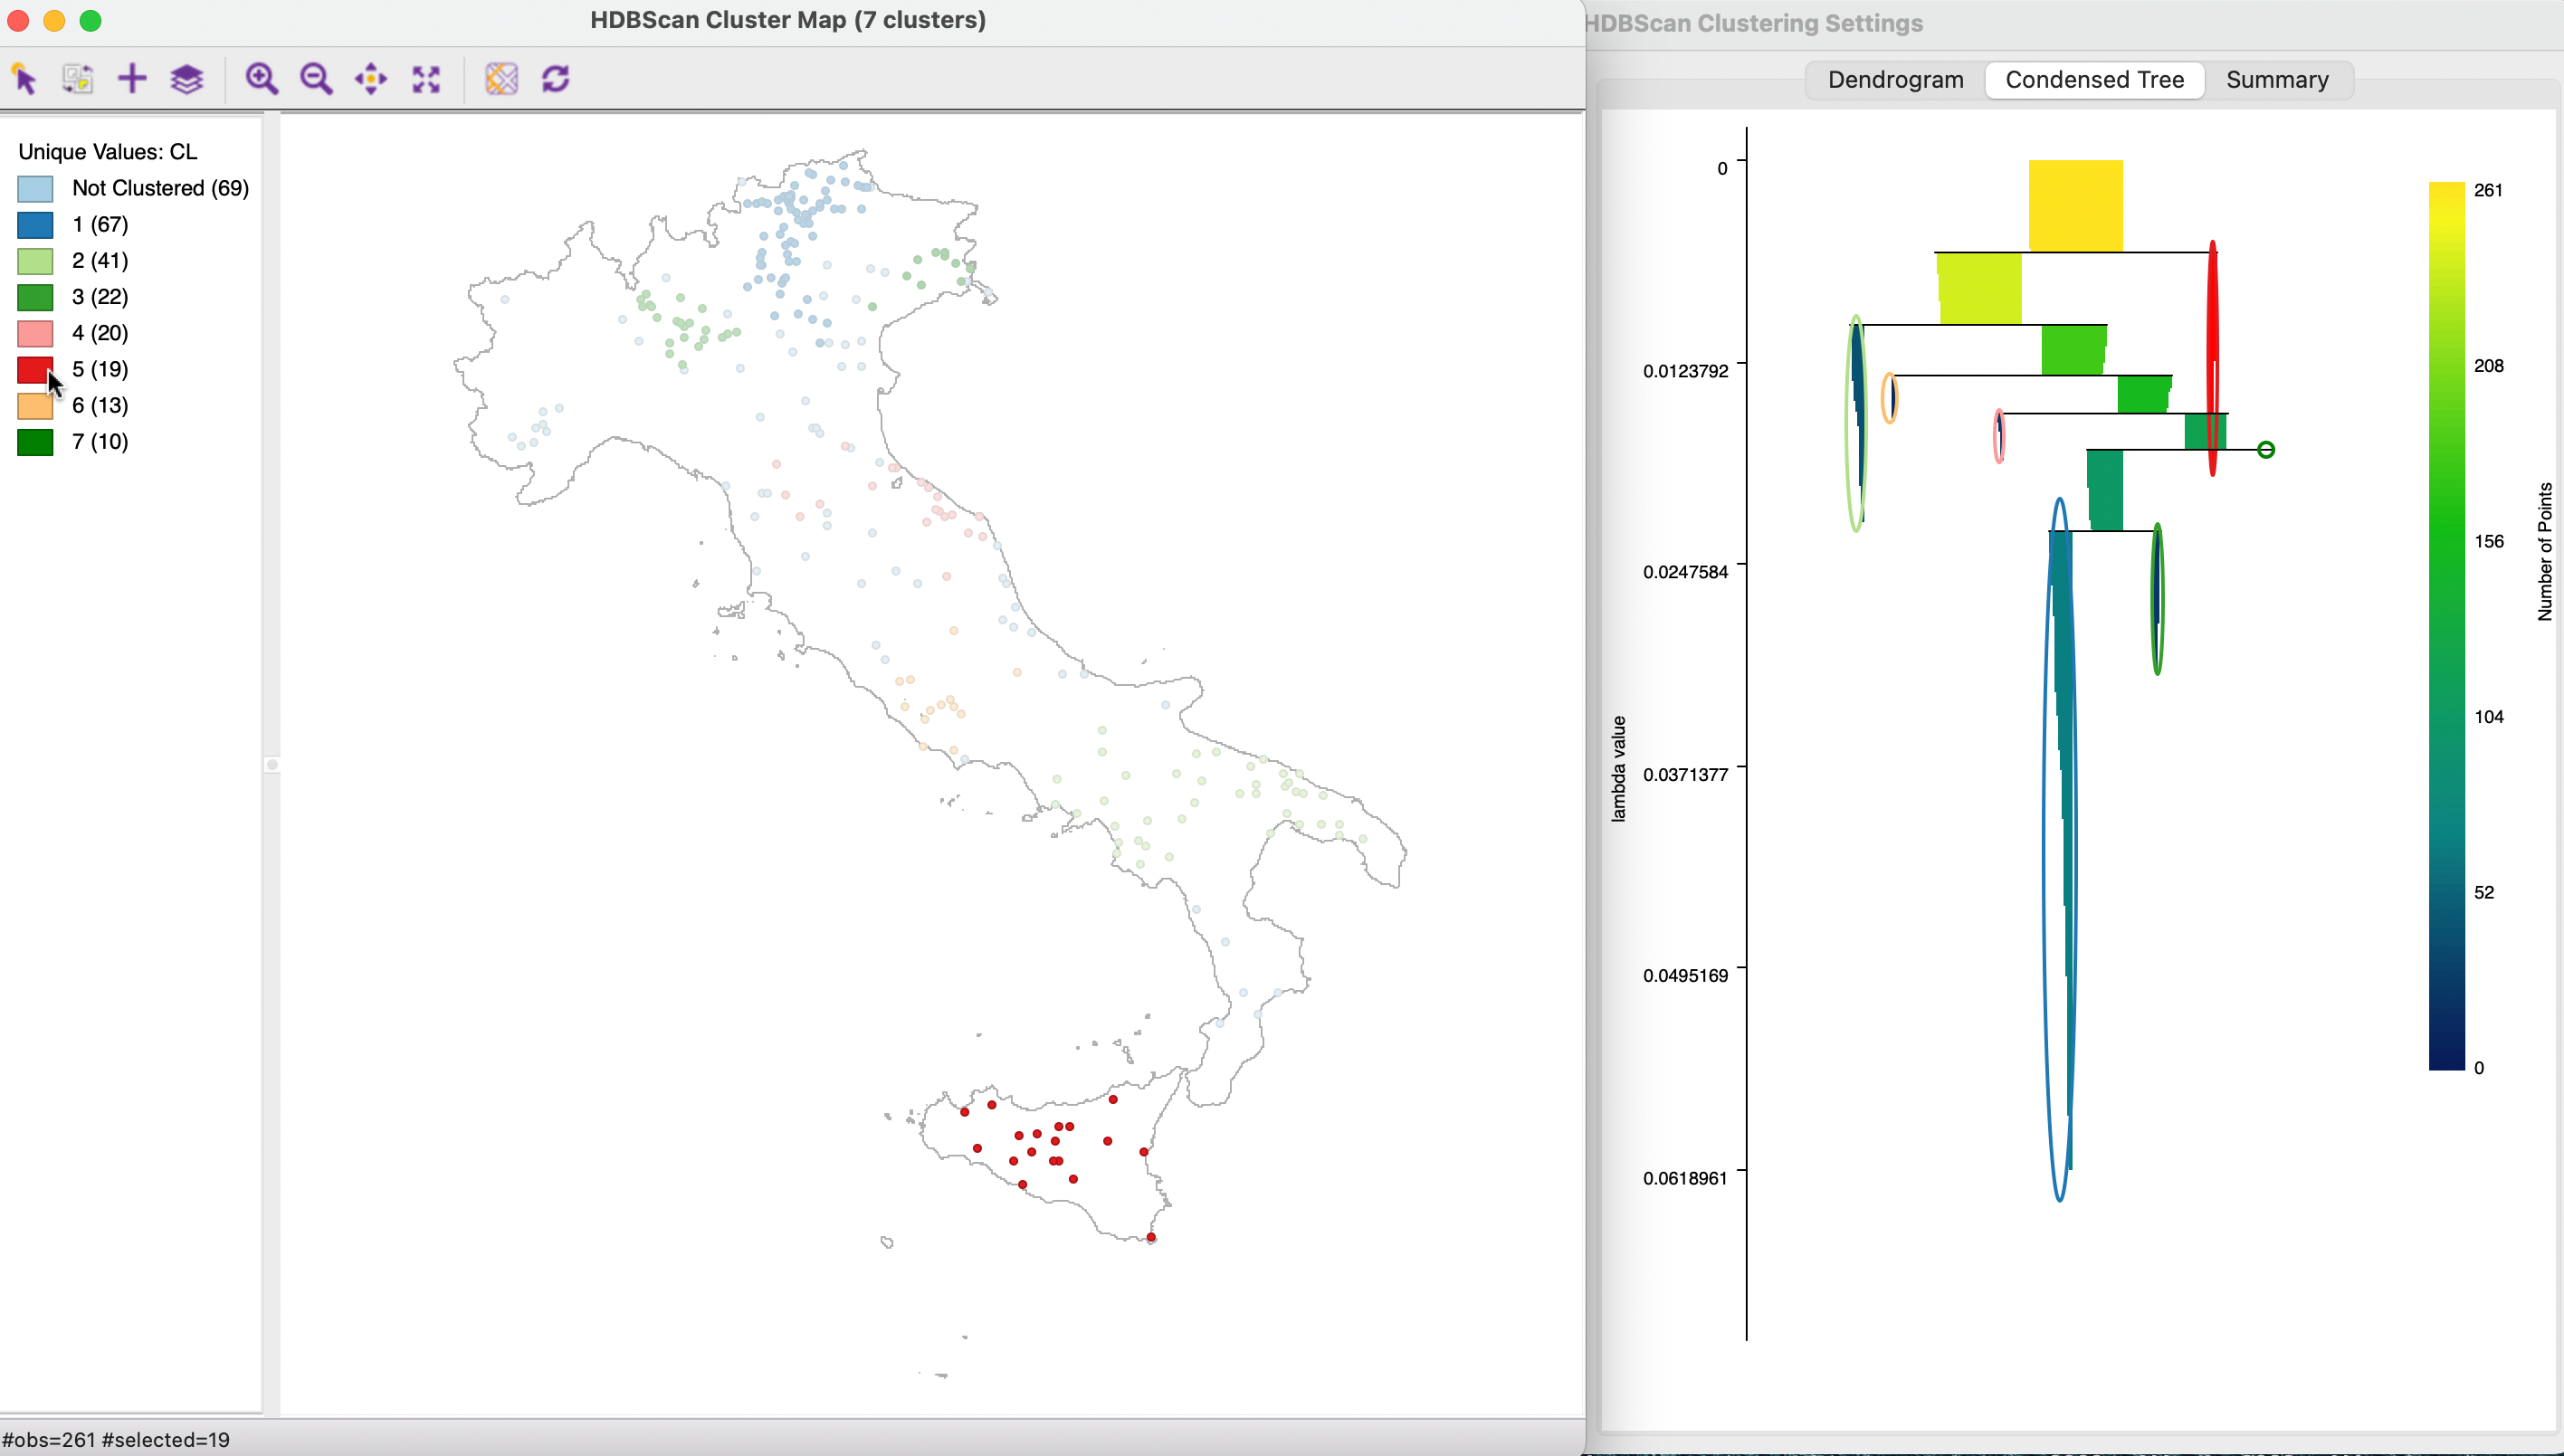 HDBScan Cluster Map (7 clusters)
Unique Values: CL
Not Clustered (69)
1 (67)
2 (41)
3 (22)
4 (20)
5 (19)
6 (13)
7 (10)
#obs=261 #selected=19
HDBScan Clustering Settings
Dendrogram
Condensed Tree
Summary
lambda value
0
0.0123792
0.0247584
0.0371377
0.0495169
0.0618961
261
208
156
104
52
0
Number of Points